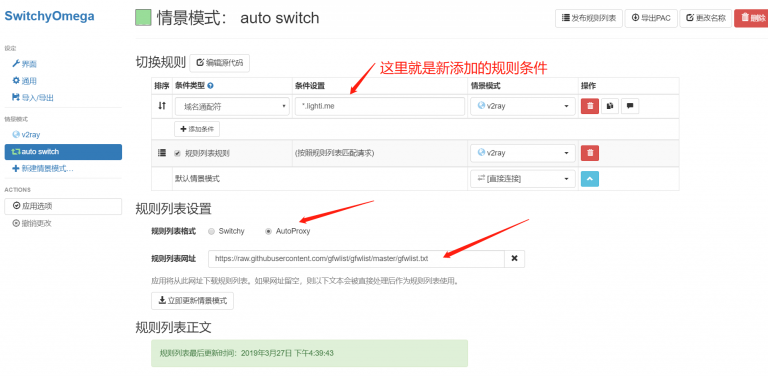 SwitchyOmega
情景模式： auto switch
发布规则列表
导出PAC
更改名称
删除
设定
界面
通用
导入/导出
情景模式
v2ray
auto switch
新建情景模式...
ACTIONS
应用选项
撤销更改
切换规则 编辑源代码
这里就是新添加的规则条件
排序 条件类型 条件设置 情景模式 操作
域名通配符 *.lighti.me v2ray
添加条件
规则列表规则 (按照规则列表匹配请求) v2ray
默认情景模式 [直接连接]
规则列表设置
规则列表格式 Switchy AutoProxy
规则列表网址 https://raw.githubusercontent.com/gfwlist/gfwlist/master/gfwlist.txt
应用将从此网址下载规则列表。如果网址留空，则以下文本会被直接处理后作为规则列表使用。
立即更新情景模式
规则列表正文
规则列表最后更新时间：2019年3月27日 下午4:39:43